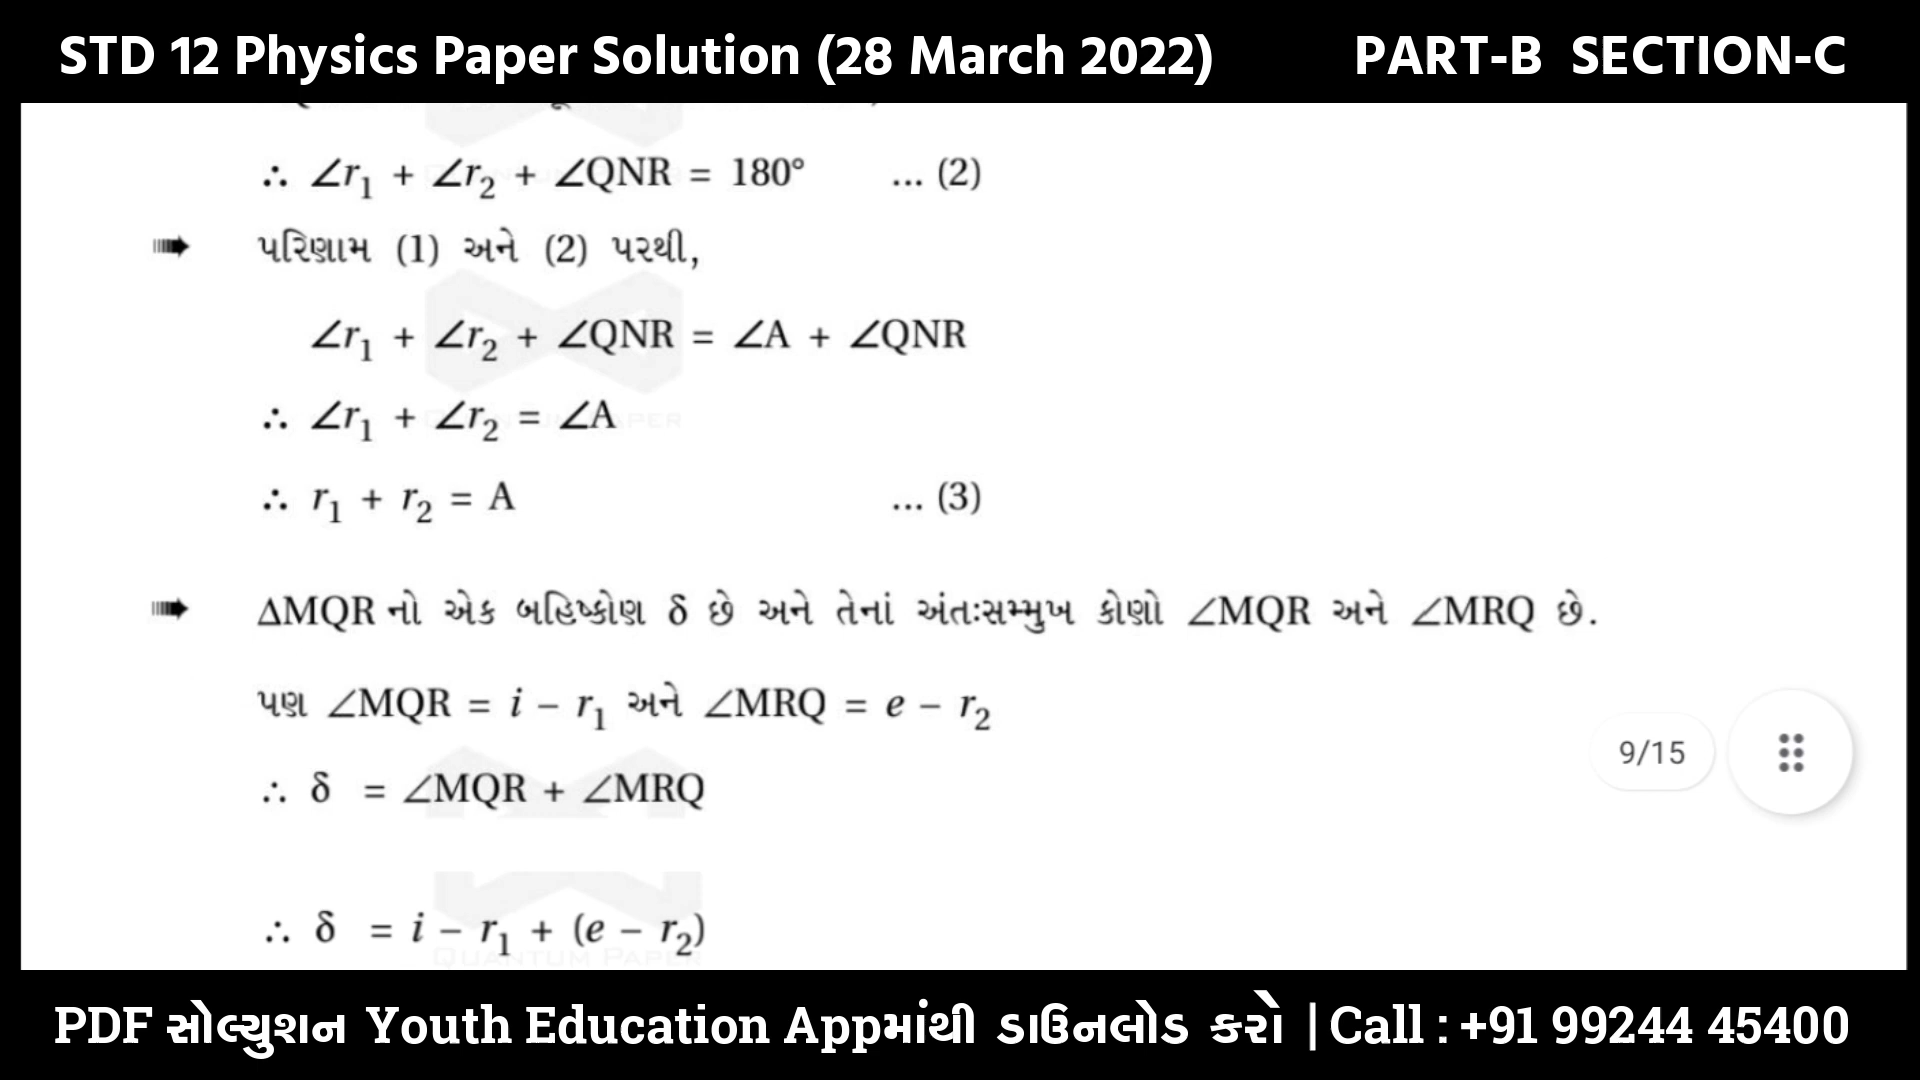 STD 12 Physics Paper Solution (28 March 2022) PART-B SECTION-C
∴ ∠r₁ + ∠r₂ + ∠QNR = 180° ... (2)
પરિણામ (1) અને (2) પરથી,
∠r₁ + ∠r₂ + ∠QNR = ∠A + ∠QNR
∴ ∠r₁ + ∠r₂ = ∠A
∴ r₁ + r₂ = A ... (3)
ΔMQR નો એક બહિષ્કોણ δ છે અને તેનાં અંતઃસમ્મુખ કોણો ∠MQR અને ∠MRQ છે.
પણ ∠MQR = i – r₁ અને ∠MRQ = e – r₂
9/15
∴ δ = ∠MQR + ∠MRQ
∴ δ = i – r₁ + (e – r₂)
QUANTUM PAPER
PDF સોલ્યુશન Youth Education Appમાંથી ડાઉનલોડ કરો | Call : +91 99244 45400